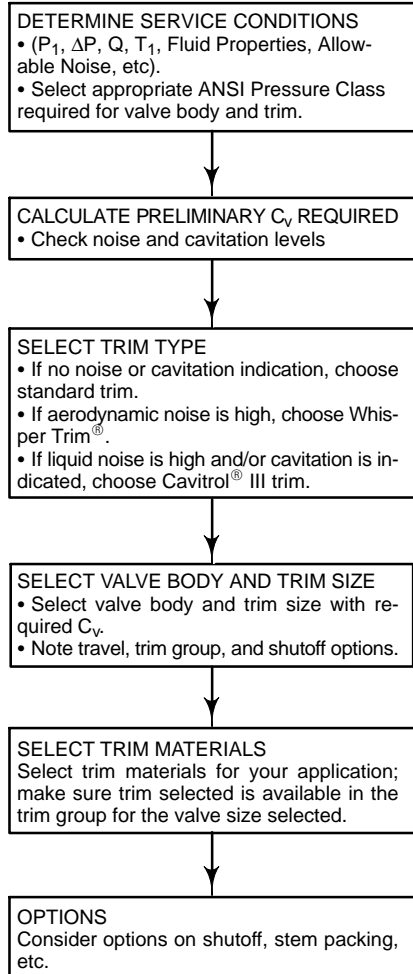 DETERMINE SERVICE CONDITIONS
• (P₁, ΔP, Q, T₁, Fluid Properties, Allow-
able Noise, etc).
• Select appropriate ANSI Pressure Class
required for valve body and trim.
CALCULATE PRELIMINARY Cᵥ REQUIRED
• Check noise and cavitation levels
SELECT TRIM TYPE
• If no noise or cavitation indication, choose
standard trim.
• If aerodynamic noise is high, choose Whis-
per Trim®.
• If liquid noise is high and/or cavitation is in-
dicated, choose Cavitrol® III trim.
SELECT VALVE BODY AND TRIM SIZE
• Select valve body and trim size with re-
quired Cᵥ.
• Note travel, trim group, and shutoff options.
SELECT TRIM MATERIALS
Select trim materials for your application;
make sure trim selected is available in the
trim group for the valve size selected.
OPTIONS
Consider options on shutoff, stem packing,
etc.